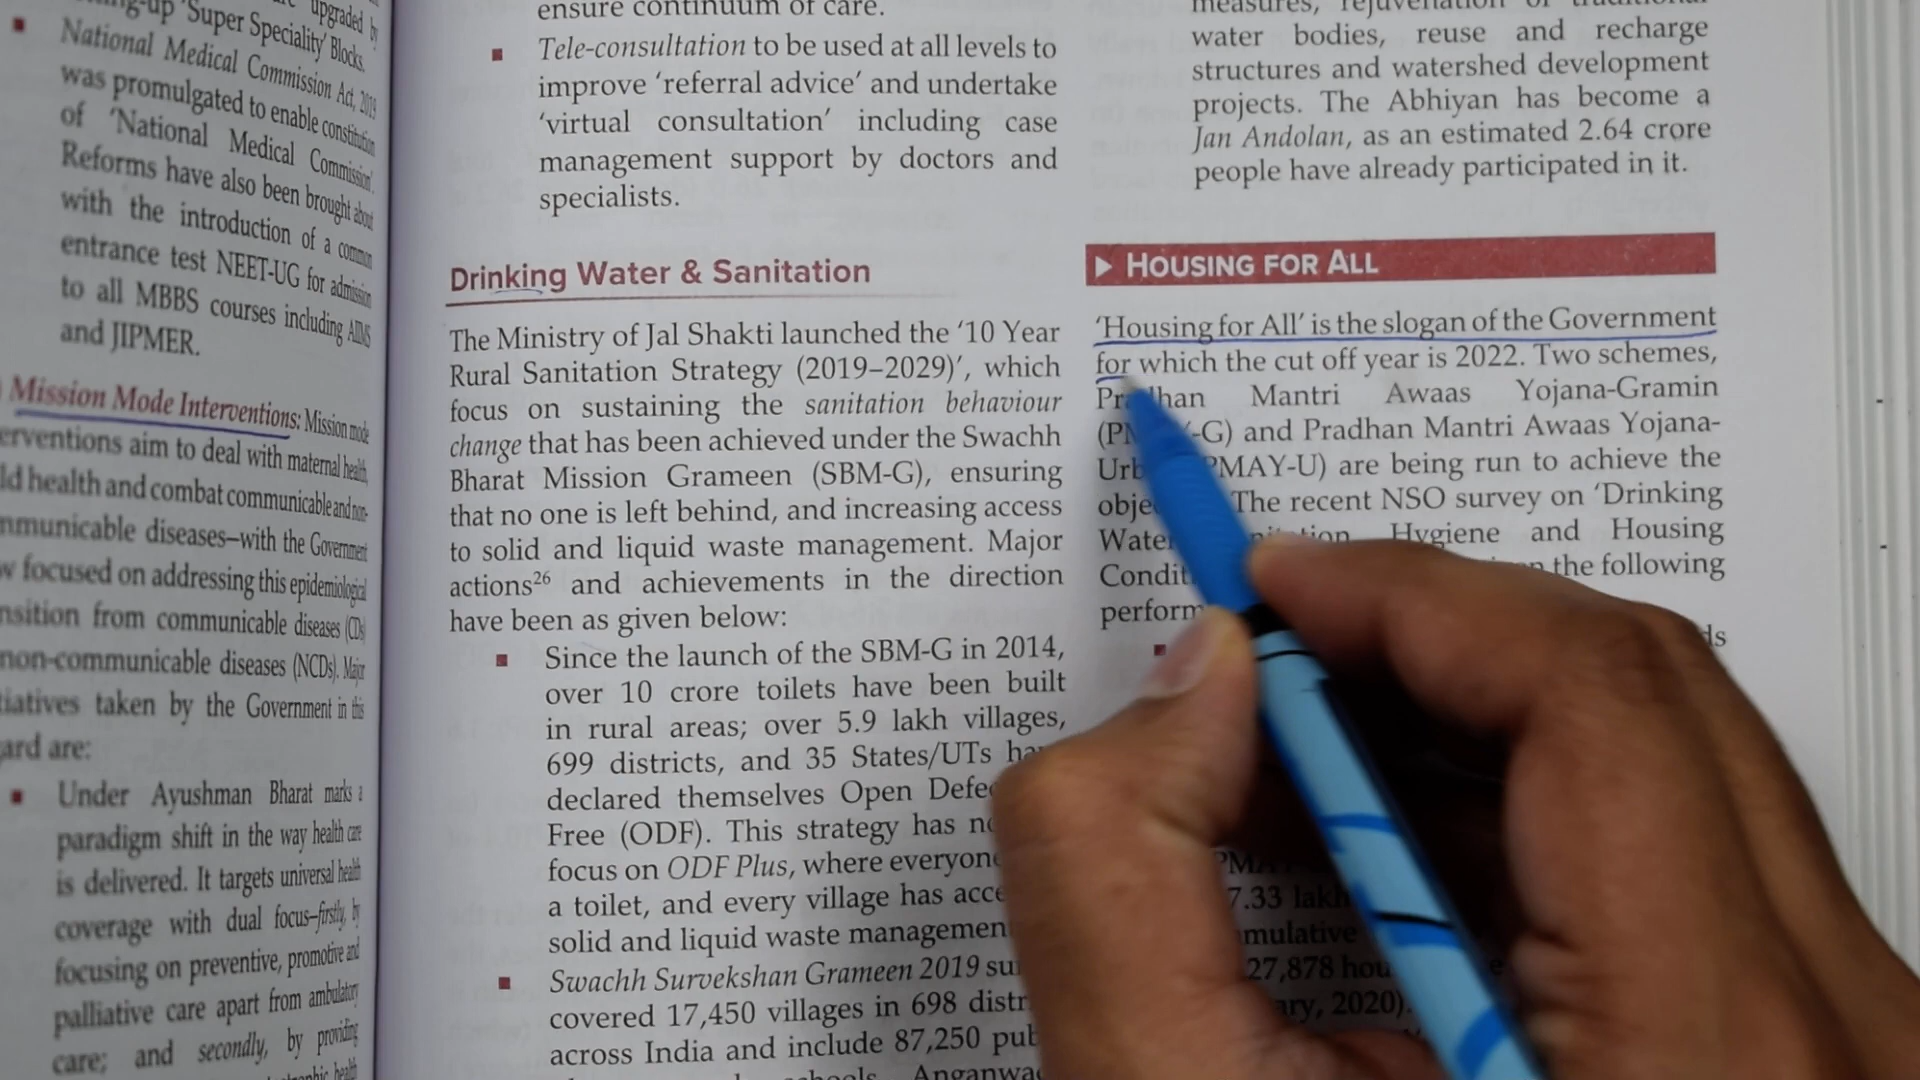 upgraded by
'Super Speciality' Blocks.
National Medical Commission Act, 2019
was promulgated to enable constitution
of 'National Medical Commission'.
Reforms have also been brought about
with the introduction of a common
entrance test NEET-UG for admission
to all MBBS courses including AIIMS
and JIPMER.
Mission Mode Interventions: Mission mode
erventions aim to deal with maternal health,
ld health and combat communicable and non-
mmunicable diseases–with the Government
w focused on addressing this epidemiological
nsition from communicable diseases (CDs)
non-communicable diseases (NCDs). Major
tiatives taken by the Government in this
ard are:
Under Ayushman Bharat marks a
paradigm shift in the way health care
is delivered. It targets universal health
coverage with dual focus–firstly, by
focusing on preventive, promotive and
palliative care apart from ambulatory
care; and secondly, by providing
health
ensure continuum of care.
Tele-consultation to be used at all levels to
improve 'referral advice' and undertake
'virtual consultation' including case
management support by doctors and
specialists.
Drinking Water & Sanitation
The Ministry of Jal Shakti launched the '10 Year
Rural Sanitation Strategy (2019–2029)', which
focus on sustaining the sanitation behaviour
change that has been achieved under the Swachh
Bharat Mission Grameen (SBM-G), ensuring
that no one is left behind, and increasing access
to solid and liquid waste management. Major
actions26 and achievements in the direction
have been as given below:
Since the launch of the SBM-G in 2014,
over 10 crore toilets have been built
in rural areas; over 5.9 lakh villages,
699 districts, and 35 States/UTs ha
declared themselves Open Defe
Free (ODF). This strategy has no
focus on ODF Plus, where everyone
a toilet, and every village has acce
solid and liquid waste managemen
Swachh Survekshan Grameen 2019 su
covered 17,450 villages in 698 distr
across India and include 87,250 pub
Anganwa
measures, rejuvenation of traditional
water bodies, reuse and recharge
structures and watershed development
projects. The Abhiyan has become a
Jan Andolan, as an estimated 2.64 crore
people have already participated in it.
HOUSING FOR ALL
'Housing for All' is the slogan of the Government
for which the cut off year is 2022. Two schemes,
Pradhan Mantri Awaas Yojana-Gramin
-G) and Pradhan Mantri Awaas Yojana-
Urb PMAY-U) are being run to achieve the
obje The recent NSO survey on 'Drinking
Wate Hygiene and Housing
Condit the following
perform
ds
7.33 lakh
mulative
27,878 hou
ary, 2020).